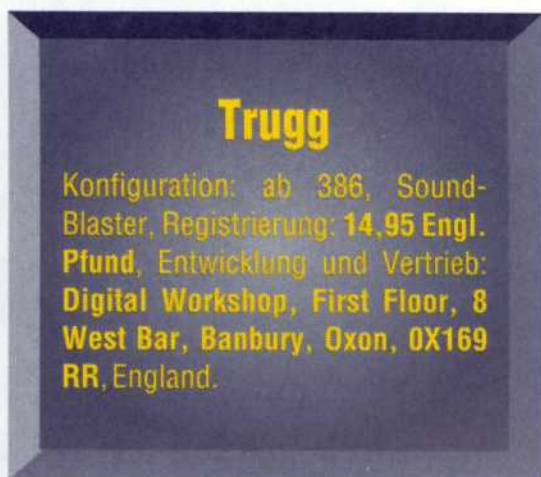 Trugg
Konfiguration: ab 386, Sound-
Blaster, Registrierung: 14,95 Engl.
Pfund, Entwicklung und Vertrieb:
Digital Workshop, First Floor, 8
West Bar, Banbury, Oxon, 0X169
RR, England.